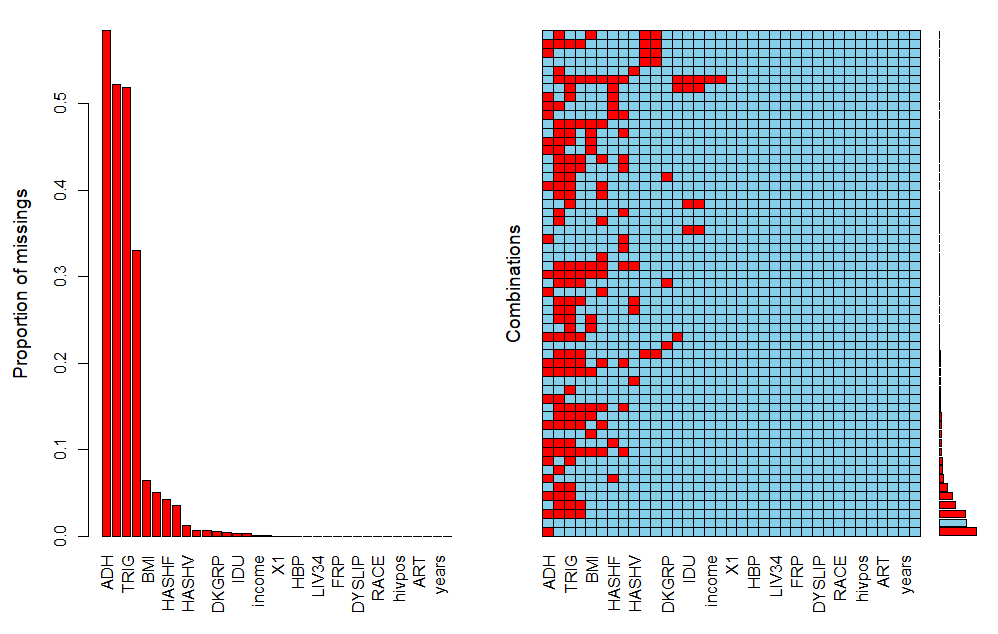 Proportion of missings
0.5
0.4
0.3
0.2
0.1
0.0
ADH
TRIG
BMI
HASHF
HASHV
DKGRP
IDU
income
X1
HBP
LIV34
FRP
DYSLIP
RACE
hivpos
ART
years
Combinations
ADH
TRIG
BMI
HASHF
HASHV
DKGRP
IDU
income
X1
HBP
LIV34
FRP
DYSLIP
RACE
hivpos
ART
years